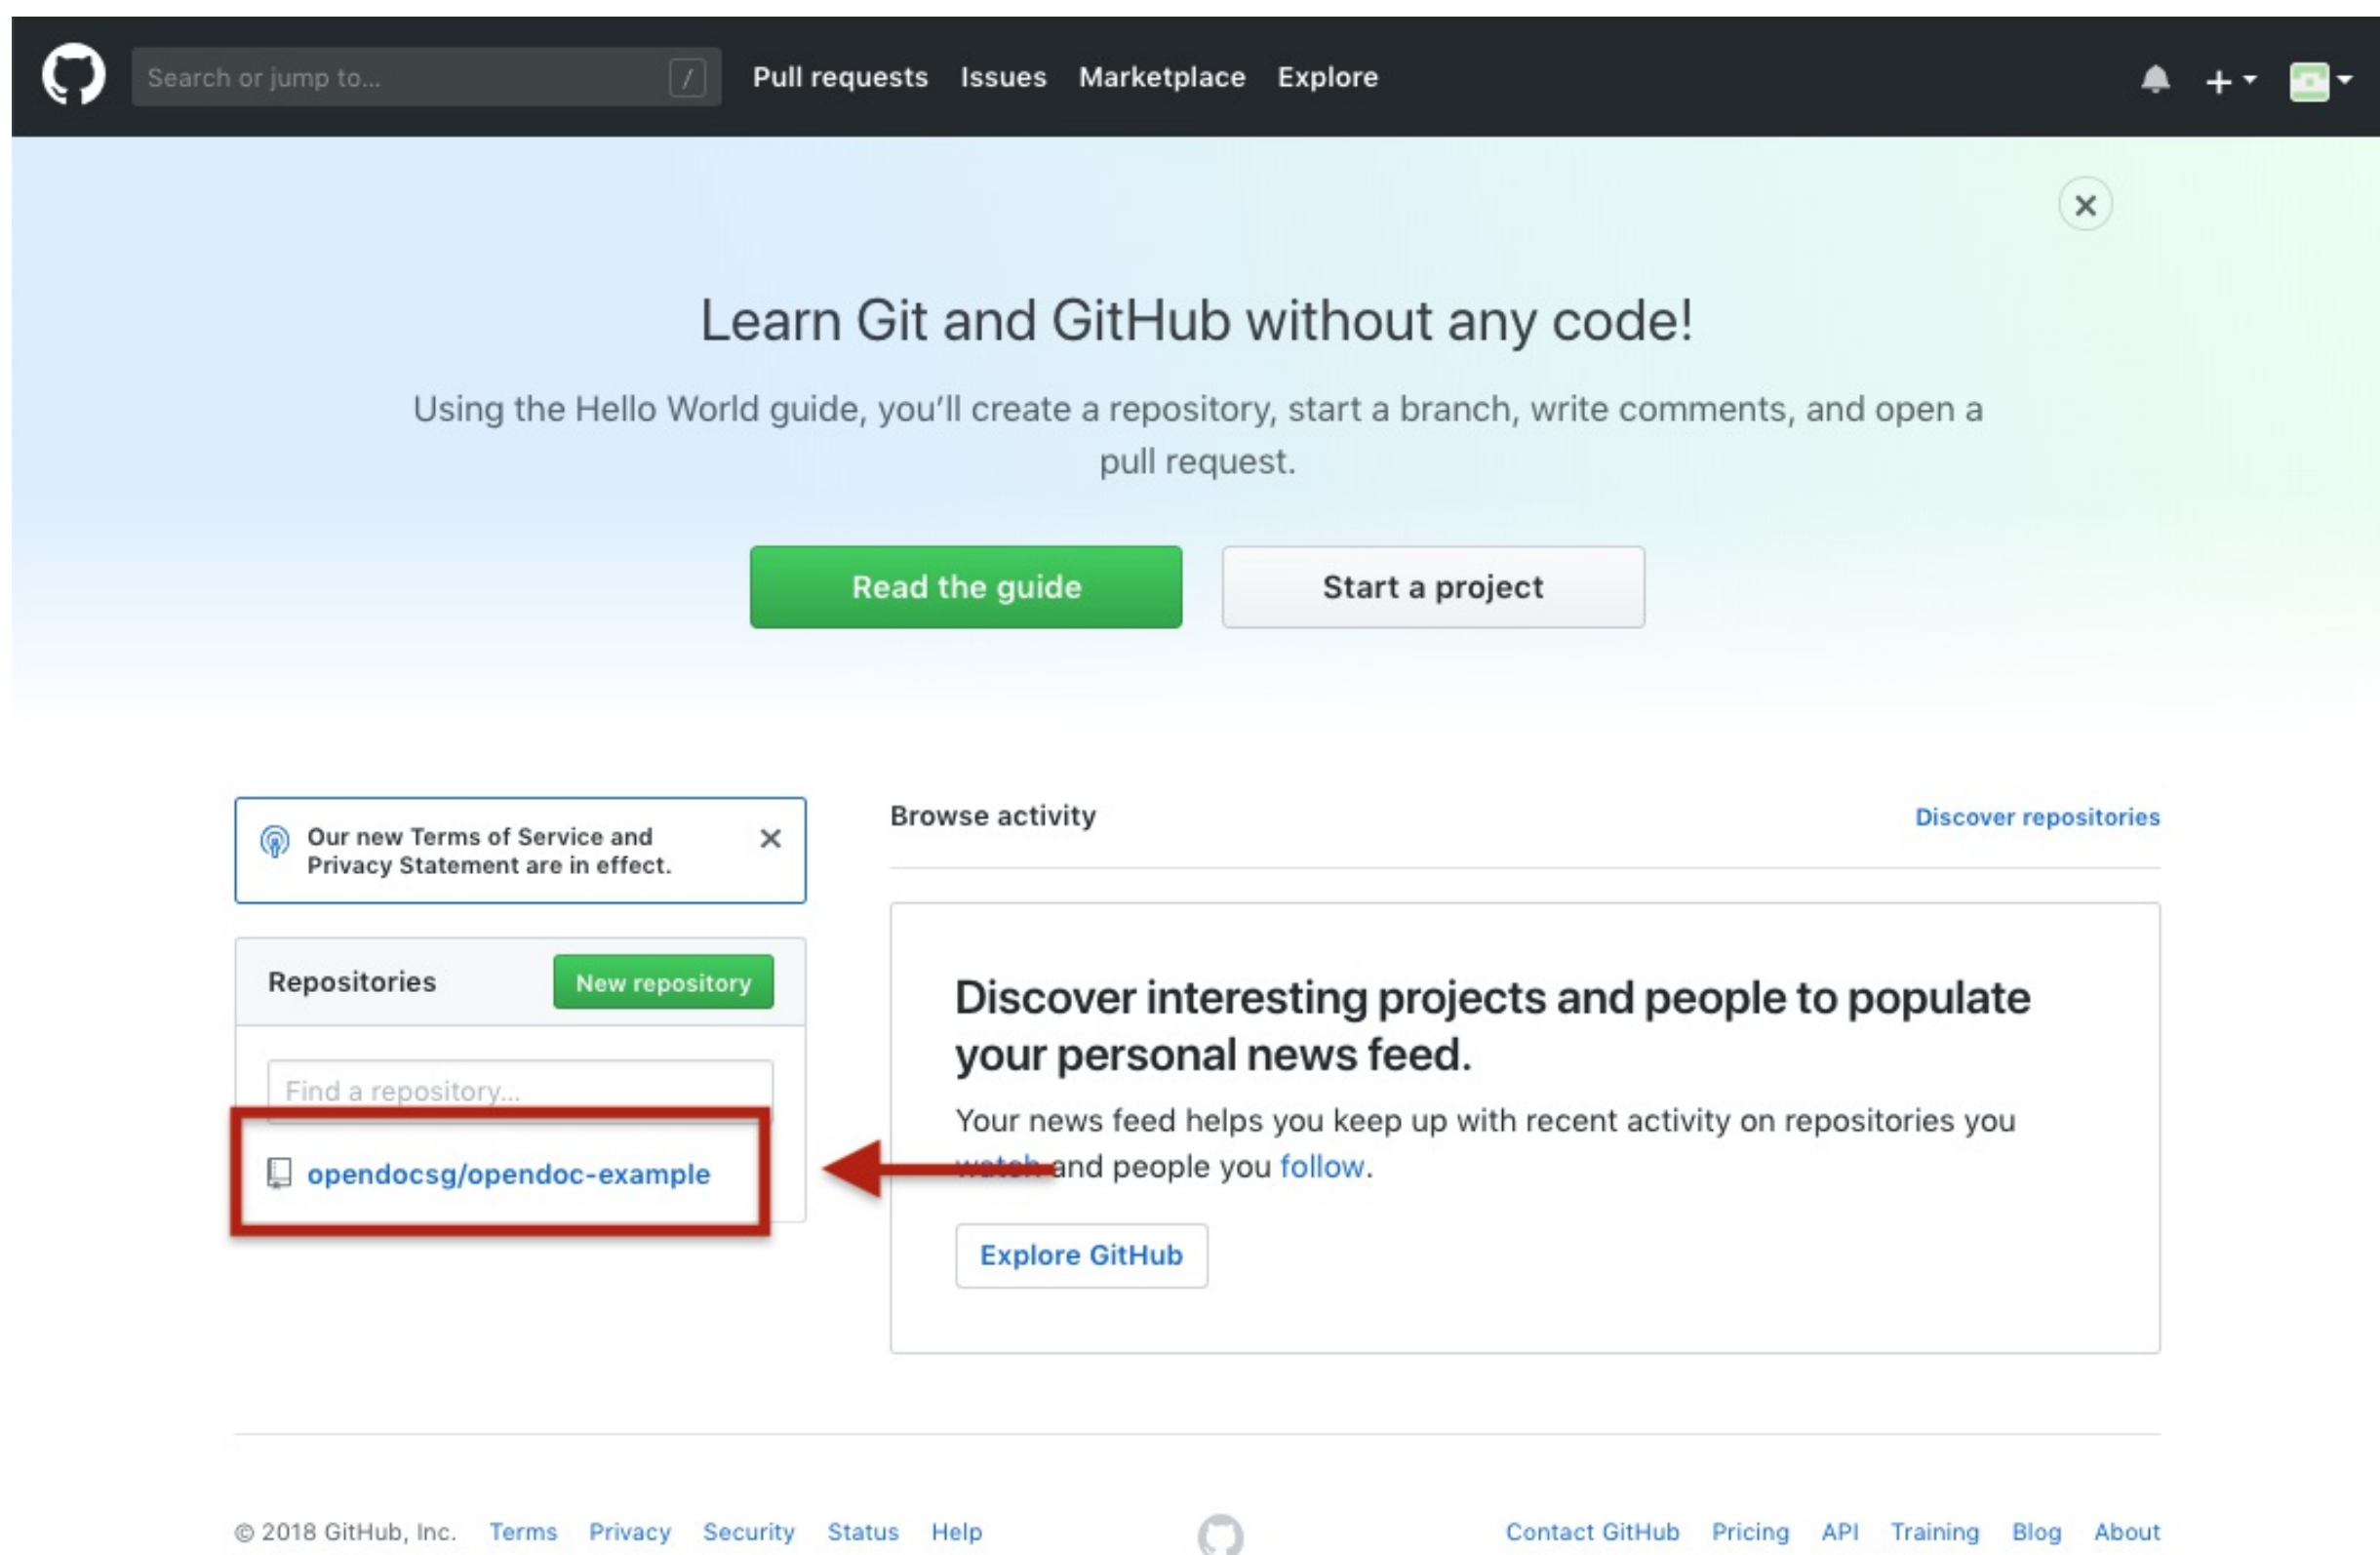 Search or jump to... / Pull requests Issues Marketplace Explore
Learn Git and GitHub without any code!
Using the Hello World guide, you'll create a repository, start a branch, write comments, and open a
pull request.
Read the guide Start a project
Our new Terms of Service and
Privacy Statement are in effect.
Repositories New repository
Find a repository...
opendocsg/opendoc-example
Browse activity Discover repositories
Discover interesting projects and people to populate
your personal news feed.
Your news feed helps you keep up with recent activity on repositories you
watch and people you follow.
Explore GitHub
© 2018 GitHub, Inc. Terms Privacy Security Status Help Contact GitHub Pricing API Training Blog About